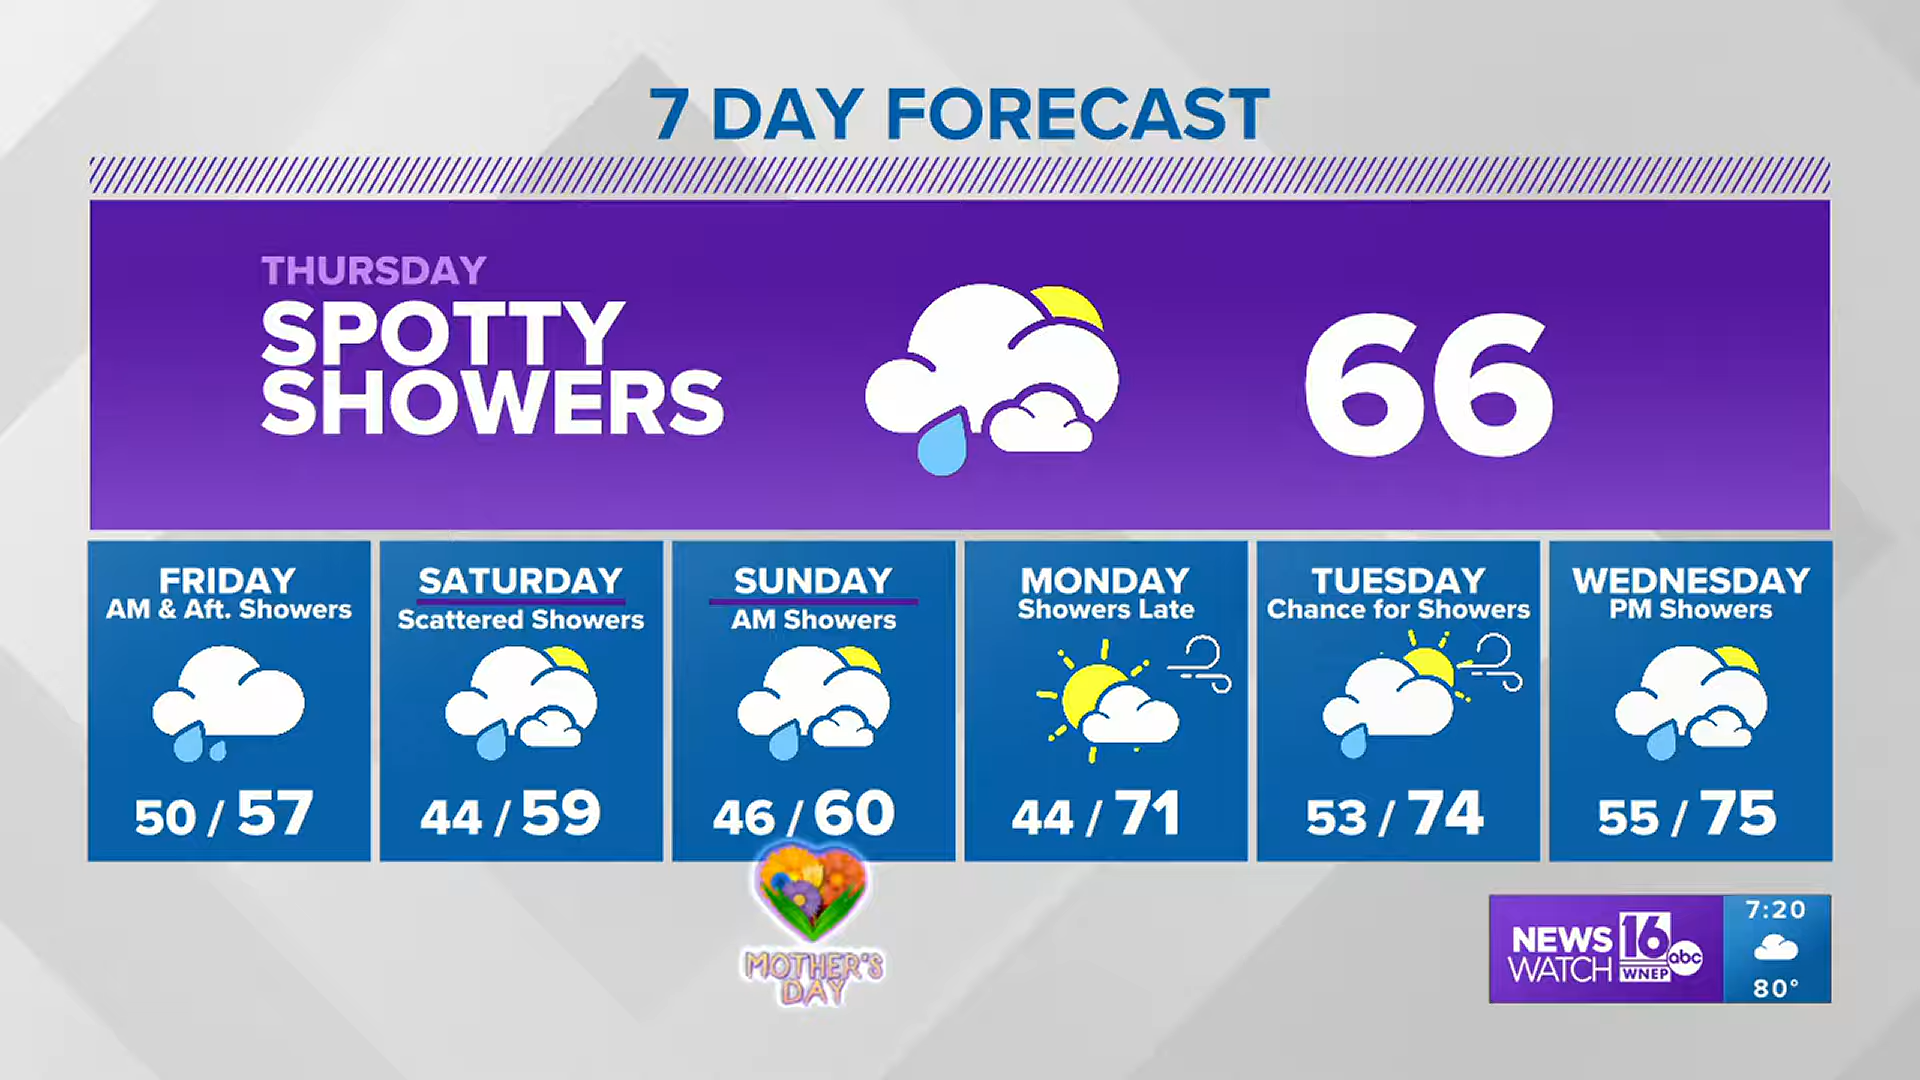 7 DAY FORECAST
THURSDAY
SPOTTY
SHOWERS
66
FRIDAY
AM & Aft. Showers
50 / 57
SATURDAY
Scattered Showers
44 / 59
SUNDAY
AM Showers
46 / 60
MONDAY
Showers Late
44 / 71
TUESDAY
Chance for Showers
53 / 74
WEDNESDAY
PM Showers
55 / 75
MOTHER'S
DAY
NEWS
WATCH
16
WNEP
abc
7:20
80°